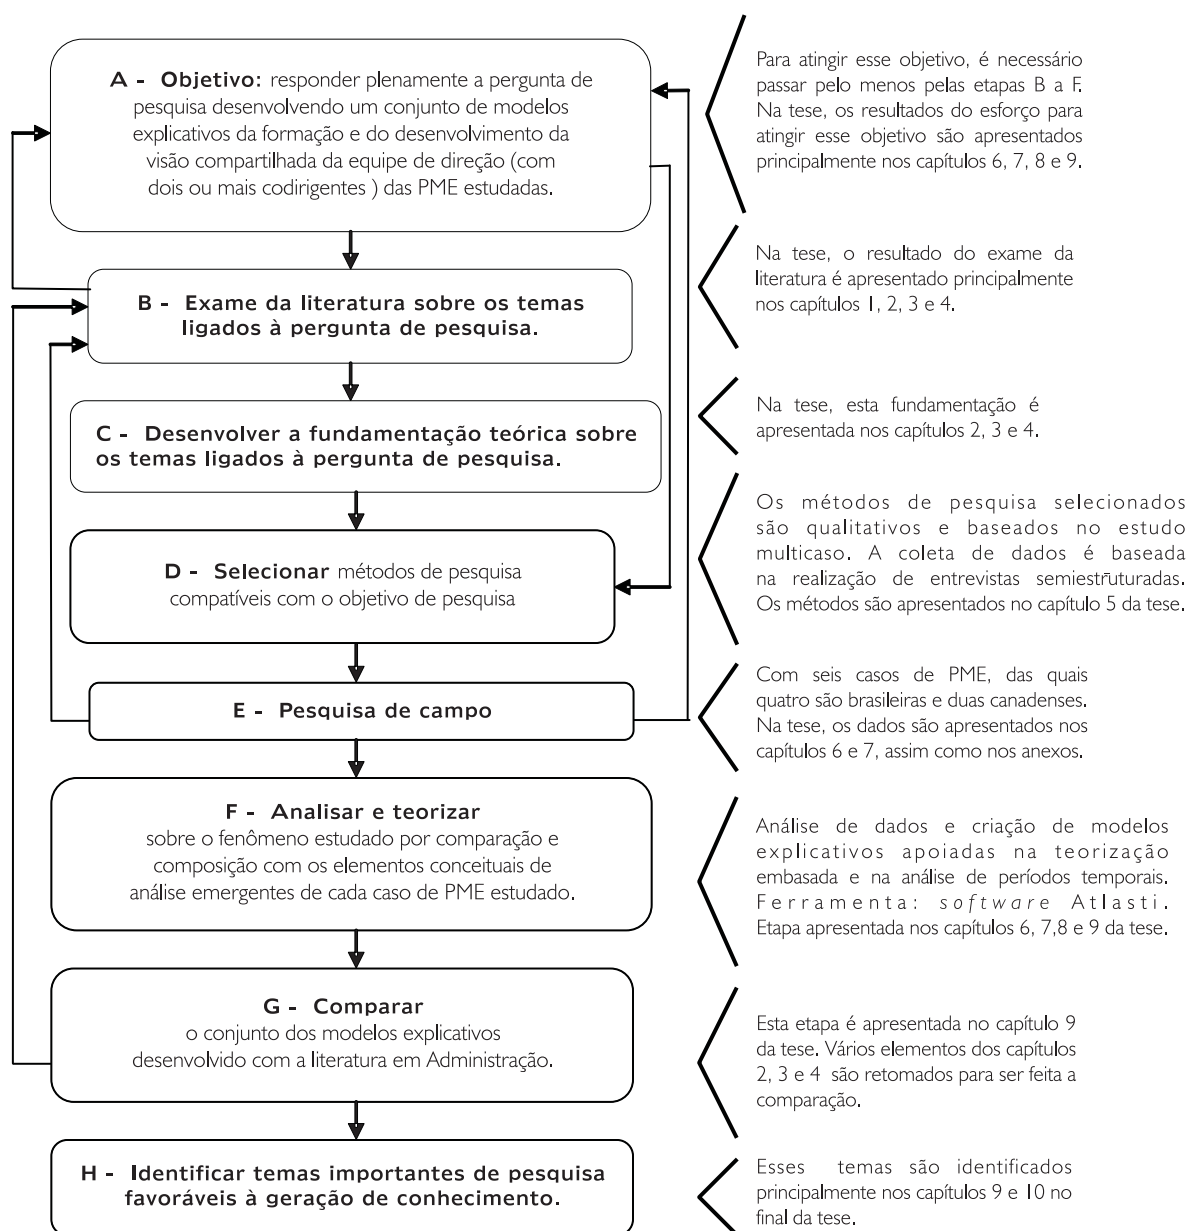 A - Objetivo: responder plenamente a pergunta de
pesquisa desenvolvendo um conjunto de modelos
explicativos da formação e do desenvolvimento da
visão compartilhada da equipe de direção (com
dois ou mais codirigentes ) das PME estudadas.
Para atingir esse objetivo, é necessário
passar pelo menos pelas etapas B a F.
Na tese, os resultados do esforço para
atingir esse objetivo são apresentados
principalmente nos capítulos 6, 7, 8 e 9.
B - Exame da literatura sobre os temas
ligados à pergunta de pesquisa.
Na tese, o resultado do exame da
literatura é apresentado principalmente
nos capítulos 1, 2, 3 e 4.
C - Desenvolver a fundamentação teórica sobre
os temas ligados à pergunta de pesquisa.
Na tese, esta fundamentação é
apresentada nos capítulos 2, 3 e 4.
D - Selecionar métodos de pesquisa
compatíveis com o objetivo de pesquisa
Os métodos de pesquisa selecionados
são qualitativos e baseados no estudo
multicaso. A coleta de dados é baseada
na realização de entrevistas semiestruturadas.
Os métodos são apresentados no capítulo 5 da tese.
E - Pesquisa de campo
Com seis casos de PME, das quais
quatro são brasileiras e duas canadenses.
Na tese, os dados são apresentados nos
capítulos 6 e 7, assim como nos anexos.
F - Analisar e teorizar
sobre o fenômeno estudado por comparação e
composição com os elementos conceituais de
análise emergentes de cada caso de PME estudado.
Análise de dados e criação de modelos
explicativos apoiadas na teorização
embasada e na análise de períodos temporais.
Ferramenta: software Atlasti.
Etapa apresentada nos capítulos 6, 7,8 e 9 da tese.
G - Comparar
o conjunto dos modelos explicativos
desenvolvido com a literatura em Administração.
Esta etapa é apresentada no capítulo 9
da tese. Vários elementos dos capítulos
2, 3 e 4 são retomados para ser feita a
comparação.
H - Identificar temas importantes de pesquisa
favoráveis à geração de conhecimento.
Esses temas são identificados
principalmente nos capítulos 9 e 10 no
final da tese.